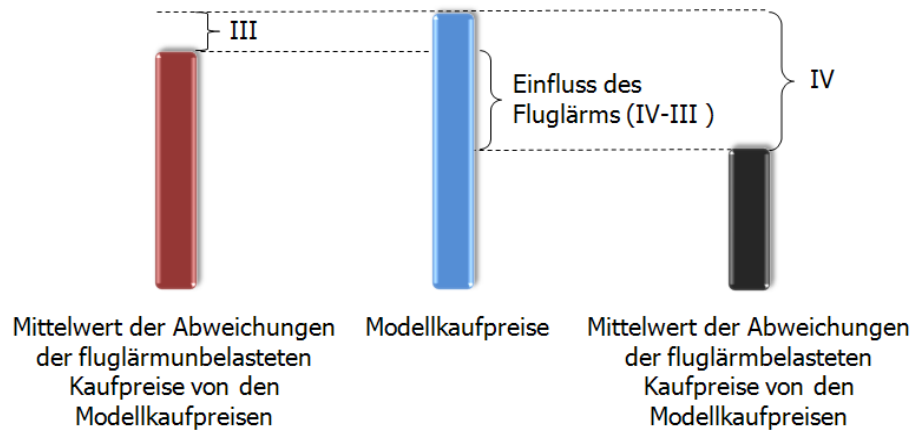 III
IV
Einfluss des
Fluglärms (IV-III )
Mittelwert der Abweichungen
der fluglärmunbelasteten
Kaufpreise von den
Modellkaufpreisen
Modellkaufpreise
Mittelwert der Abweichungen
der fluglärmbelasteten
Kaufpreise von den
Modellkaufpreisen